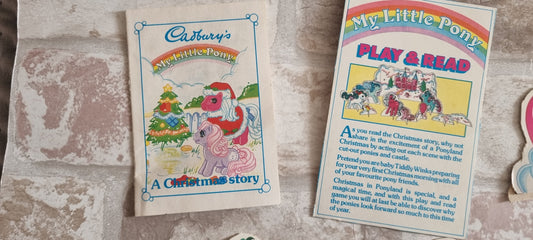 Cadbury's
My Little Pony
A Christmas story
My Little Pony
PLAY & READ
As you read the Christmas story, why not
share in the excitement of a Ponyland
Christmas by acting out each scene with the
cut-out ponies and castle.
Pretend you are baby Tiddly Winks preparing
for your very first Christmas morning with all
of your favourite pony friends.
Christmas in Ponyland is special, and a
magical time, and with this play and read
game you will at last be able to discover why
the ponies look forward so much to this time
of year.